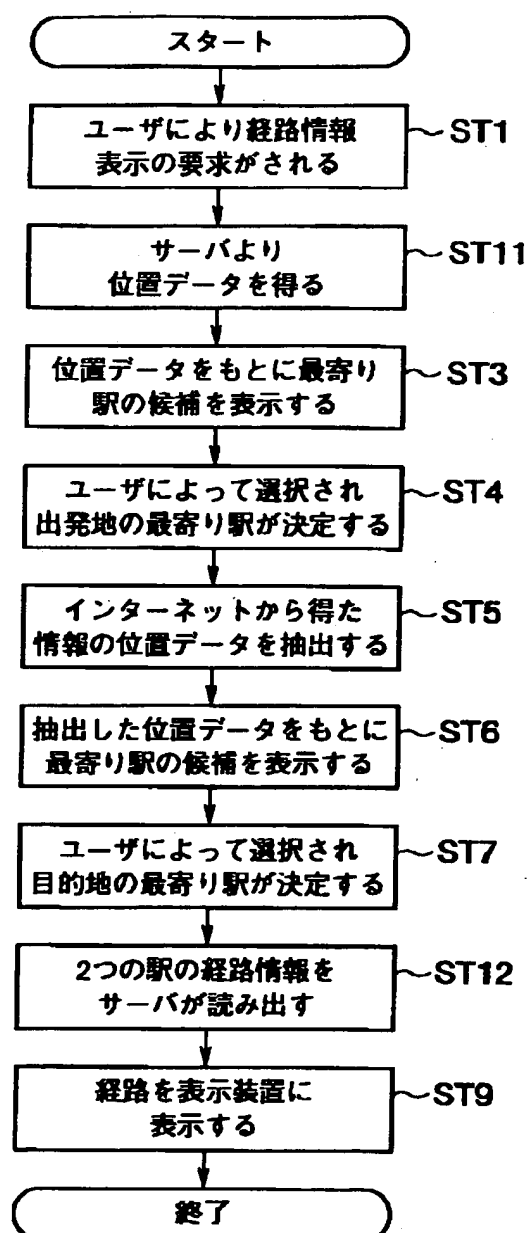 スタート
ユーザにより経路情報
表示の要求がされる
~ST1
サーバより
位置データを得る
~ST11
位置データをもとに最寄り
駅の候補を表示する
~ST3
ユーザによって選択され
出発地の最寄り駅が決定する
~ST4
インターネットから得た
情報の位置データを抽出する
~ST5
抽出した位置データをもとに
最寄り駅の候補を表示する
~ST6
ユーザによって選択され
目的地の最寄り駅が決定する
~ST7
2つの駅の経路情報を
サーバが読み出す
~ST12
経路を表示装置に
表示する
~ST9
終了